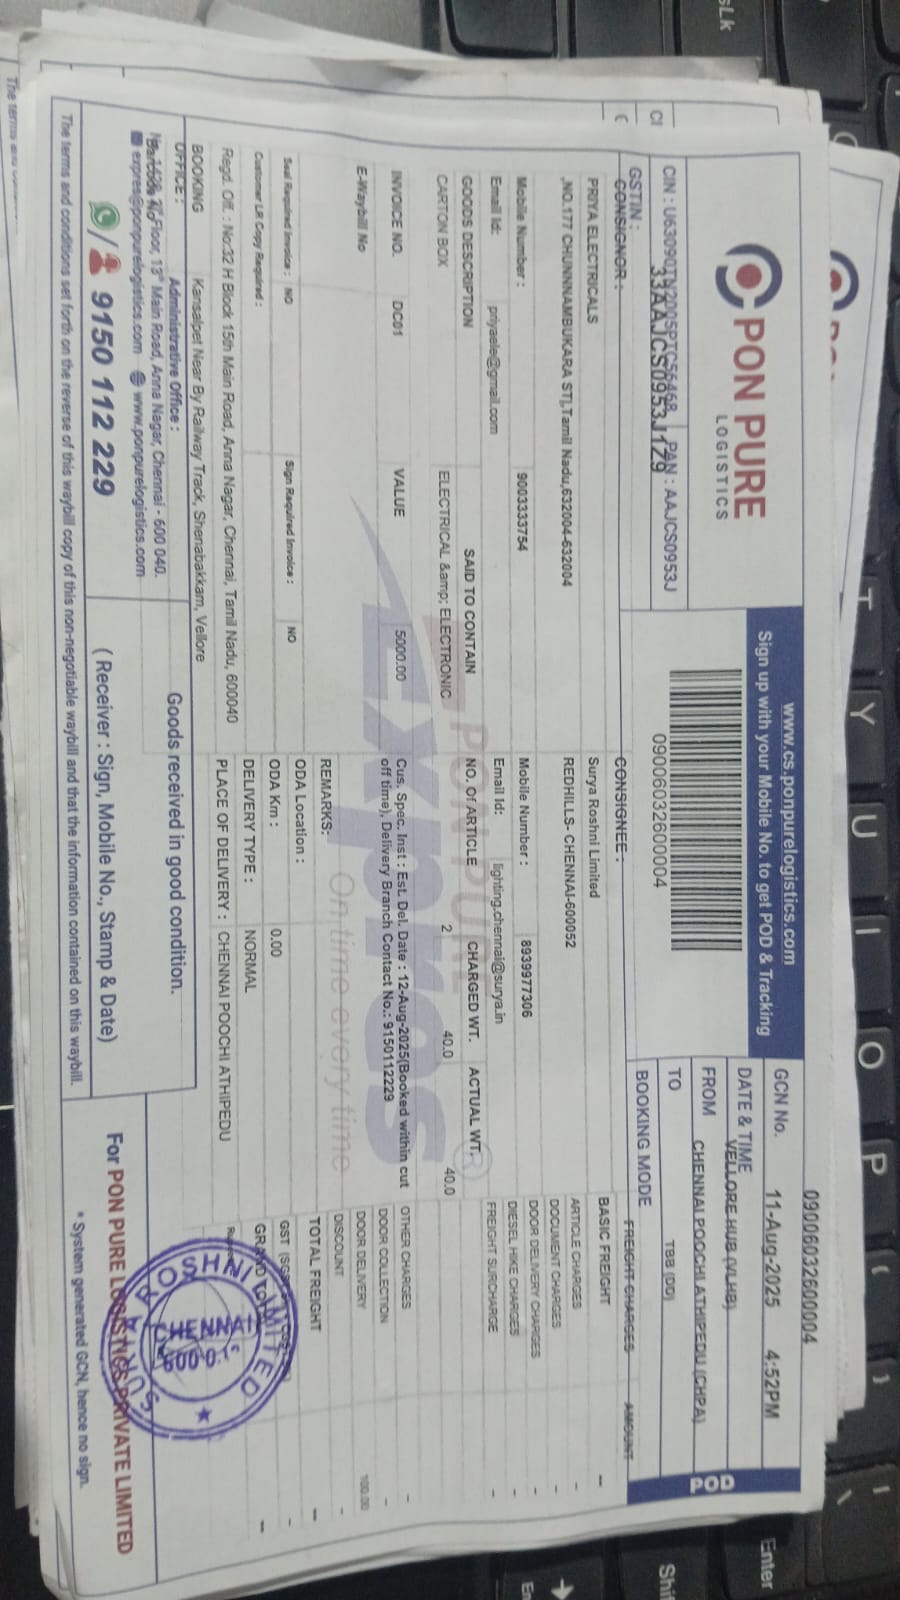 PON PURE
LOGISTICS
www.cs.ponpurelogistics.com
Sign up with your Mobile No. to get POD & Tracking
09006032600004
CIN : U63090TN2005PTC56468 PAN : AAJCS0953J
GSTIN : 33AAJCS0953J1Z9
09006032600004
GCN No.
DATE & TIME 11-Aug-2025 4:52PM
FROM VELLORE HUB (VLHB)
TO CHENNAI POOCHI ATHIPEDU (CHPA)
BOOKING MODE TBB (DD)
POD
CONSIGNOR :
PRIYA ELECTRICALS
,NO.177 CHUNNNAMBUKARA ST],Tamil Nadu,632004-632004
Mobile Number : 9003333754
Email Id: priyaele@gmail.com
CONSIGNEE :
Surya Roshni Limited
REDHILLS- CHENNAI-600052
Mobile Number : 8939977306
Email Id: lighting.chennai@surya.in
GOODS DESCRIPTION SAID TO CONTAIN NO. Of ARTICLE CHARGED WT. ACTUAL WT.
CARTON BOX ELECTRICAL &amp; ELECTRONIC 2 40.0 40.0
INVOICE NO. DC01 VALUE 5000.00
Cus. Spec. Inst : Est. Del. Date : 12-Aug-2025(Booked within cut
off time), Delivery Branch Contact No.: 9150112229
E-Waybill No
REMARKS:
Seal Required Invoice : NO Sign Required Invoice : NO
ODA Location :
Customer LR Copy Required :
ODA Km : 0.00
DELIVERY TYPE : NORMAL
Regd. Off. : No:32 H Block 15th Main Road, Anna Nagar, Chennai, Tamil Nadu, 600040
PLACE OF DELIVERY : CHENNAI POOCHI ATHIPEDU
BOOKING OFFICE : Kansalpet Near By Railway Track, Shenabakkam, Vellore
FREIGHT CHARGES AMOUNT
BASIC FREIGHT --
ARTICLE CHARGES -
DOCUMENT CHARGES -
DOOR DELIVERY CHARGES -
DIESEL HIKE CHARGES -
FREIGHT SURCHARGE -
OTHER CHARGES -
DOOR COLLECTION -
DOOR DELIVERY 100.00
DISCOUNT -
TOTAL FREIGHT --
GST -
GRAND --
PON PURE
EXpres
On time every time
Administrative Office :
Floor, 13th Main Road, Anna Nagar, Chennai - 600 040.
expres@ponpurelogistics.com www.ponpurelogistics.com
/ 9150 112 229
Goods received in good condition.
( Receiver : Sign, Mobile No., Stamp & Date)
For PON PURE LOGISTICS PRIVATE LIMITED
* System generated GCN, hence no sign.
The terms and conditions set forth on the reverse of this waybill copy of this non-negotiable waybill and that the information contained on this waybill.
T
Y
U
I
O
P
Enter